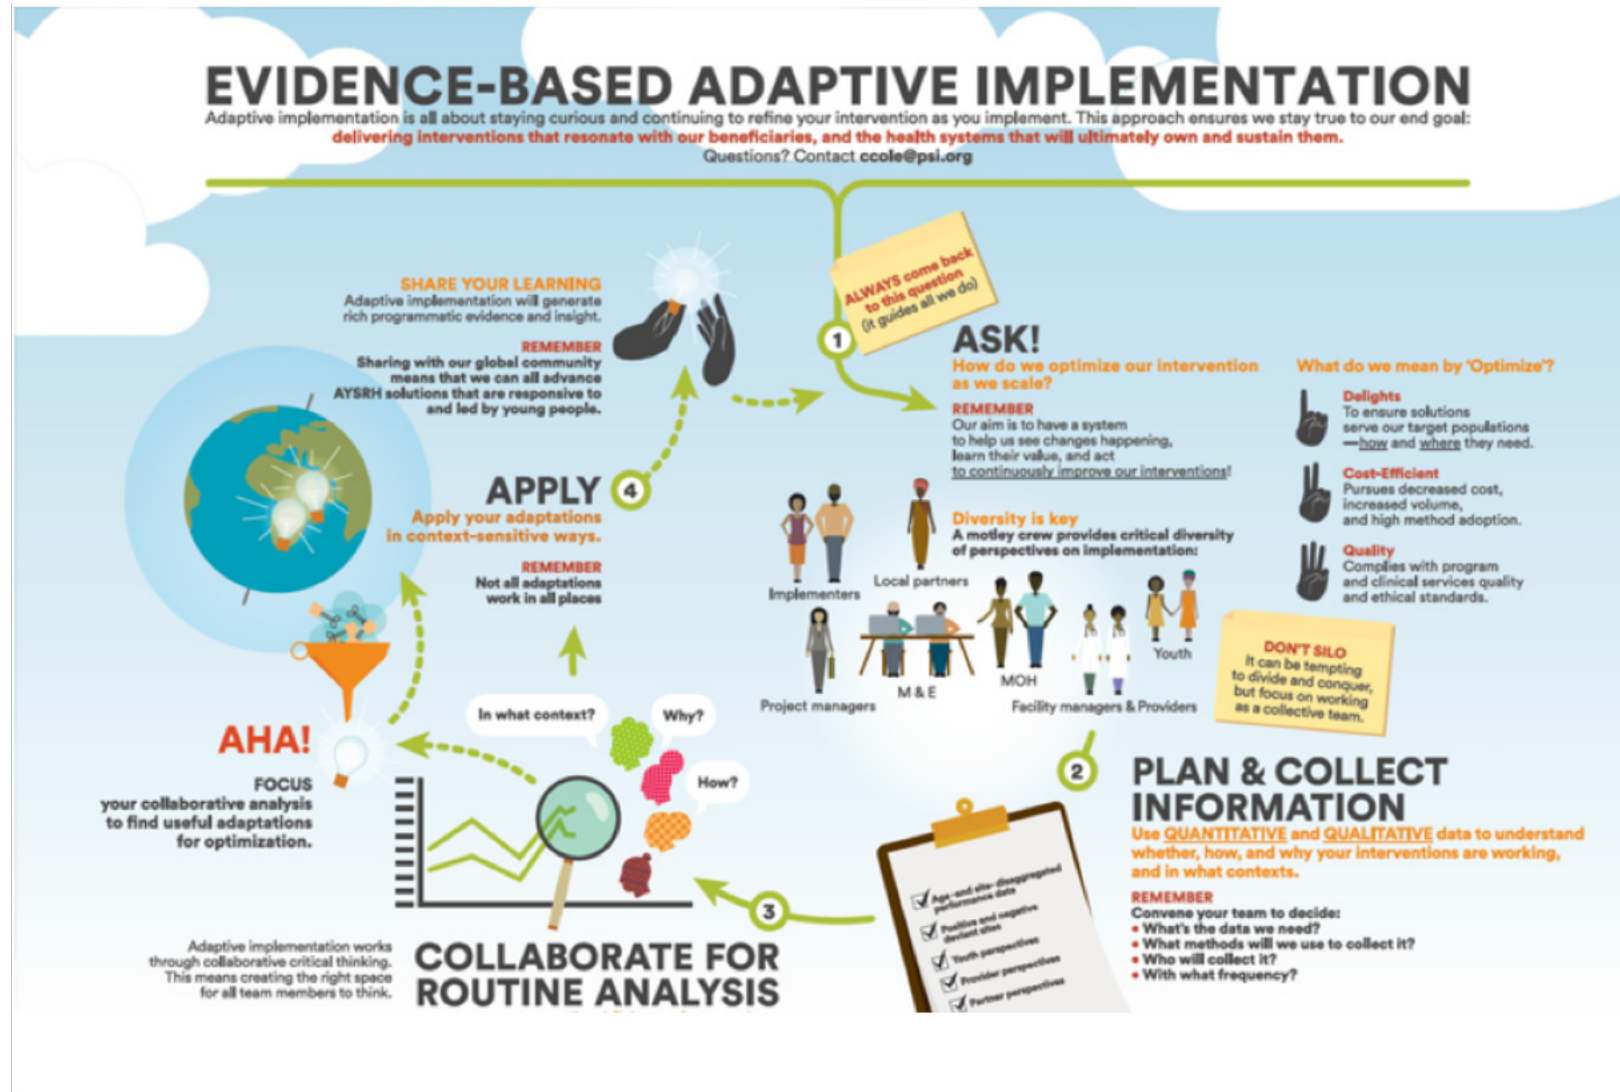 EVIDENCE-BASED ADAPTIVE IMPLEMENTATION
Adaptive implementation is all about staying curious and continuing to refine your intervention as you implement. This approach ensures we stay true to our end goal:
delivering interventions that resonate with our beneficiaries, and the health systems that will ultimately own and sustain them.
Questions? Contact ccole@psi.org
ALWAYS come back
to this question
(it guides all we do)
1
ASK!
How do we optimize our intervention
as we scale?
REMEMBER
Our aim is to have a system
to help us see changes happening,
learn their value, and act
to continuously improve our interventions!
What do we mean by 'Optimize'?
Delights
To ensure solutions
serve our target populations
—how and where they need.
Cost-Efficient
Pursues decreased cost,
increased volume,
and high method adoption.
Quality
Complies with program
and clinical services quality
and ethical standards.
Diversity is key
A motley crew provides critical diversity
of perspectives on implementation:
Implementers
Local partners
Project managers
M & E
MOH
Facility managers & Providers
Youth
DON'T SILO
It can be tempting
to divide and conquer,
but focus on working
as a collective team.
2
PLAN & COLLECT
INFORMATION
Use QUANTITATIVE and QUALITATIVE data to understand
whether, how, and why your interventions are working,
and in what contexts.
REMEMBER
Convene your team to decide:
• What's the data we need?
• What methods will we use to collect it?
• Who will collect it?
• With what frequency?
Age-and site-disaggregated
performance data
Positive and negative
deviant sites
Youth perspectives
Provider perspectives
Partner perspectives
3
COLLABORATE FOR
ROUTINE ANALYSIS
Adaptive implementation works
through collaborative critical thinking.
This means creating the right space
for all team members to think.
In what context?
Why?
How?
AHA!
FOCUS
your collaborative analysis
to find useful adaptations
for optimization.
4
APPLY
Apply your adaptations
in context-sensitive ways.
REMEMBER
Not all adaptations
work in all places
SHARE YOUR LEARNING
Adaptive implementation will generate
rich programmatic evidence and insight.
REMEMBER
Sharing with our global community
means that we can all advance
AYSRH solutions that are responsive to
and led by young people.